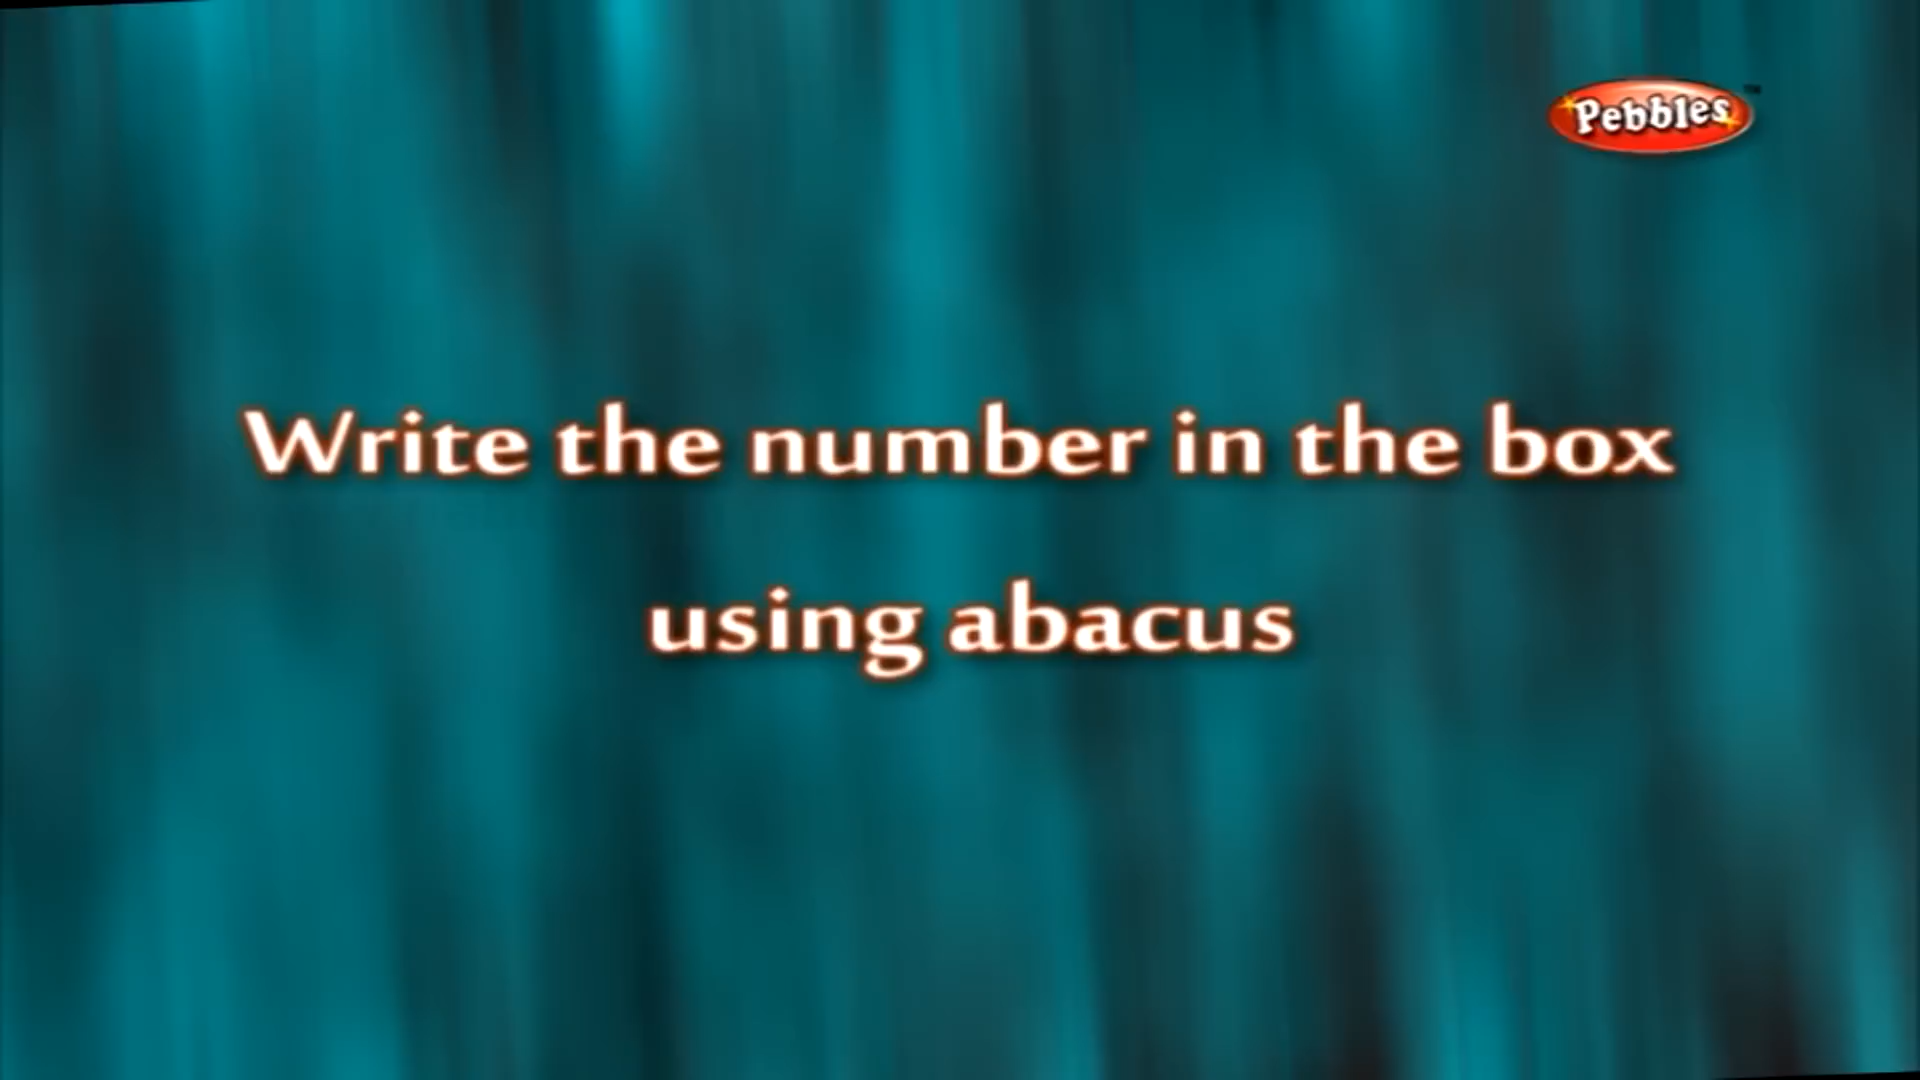 Pebbles
Write the number in the box
using abacus